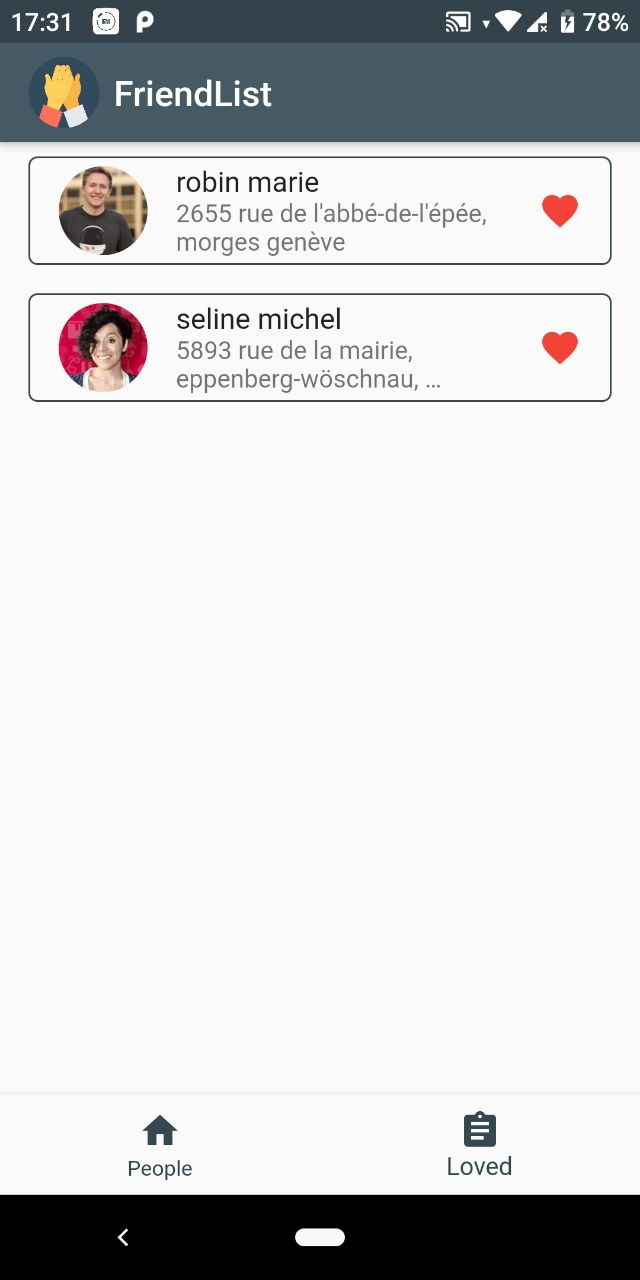 17:31 78%
FriendList
robin marie
2655 rue de l'abbé-de-l'épée,
morges genève
seline michel
5893 rue de la mairie,
eppenberg-wöschnau, ...
People
Loved